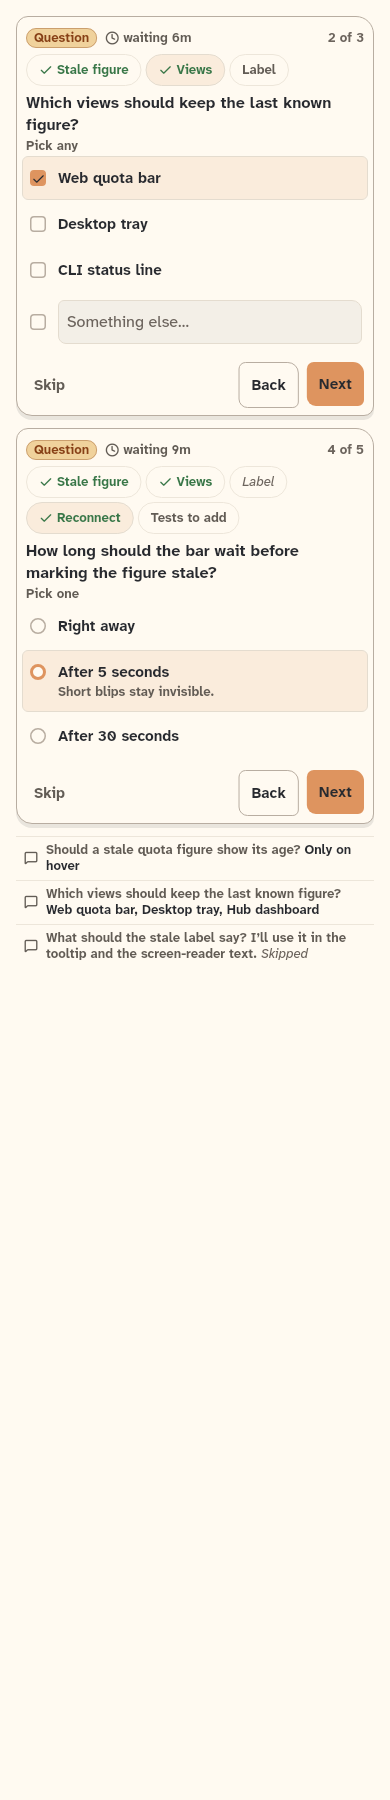 Question waiting 6m 2 of 3
Stale figure Views Label
Which views should keep the last known
figure?
Pick any
Web quota bar
Desktop tray
CLI status line
Something else...
Skip Back Next
Question waiting 9m 4 of 5
Stale figure Views Label
Reconnect Tests to add
How long should the bar wait before
marking the figure stale?
Pick one
Right away
After 5 seconds
Short blips stay invisible.
After 30 seconds
Skip Back Next
Should a stale quota figure show its age? Only on
hover
Which views should keep the last known figure?
Web quota bar, Desktop tray, Hub dashboard
What should the stale label say? I'll use it in the
tooltip and the screen-reader text. Skipped